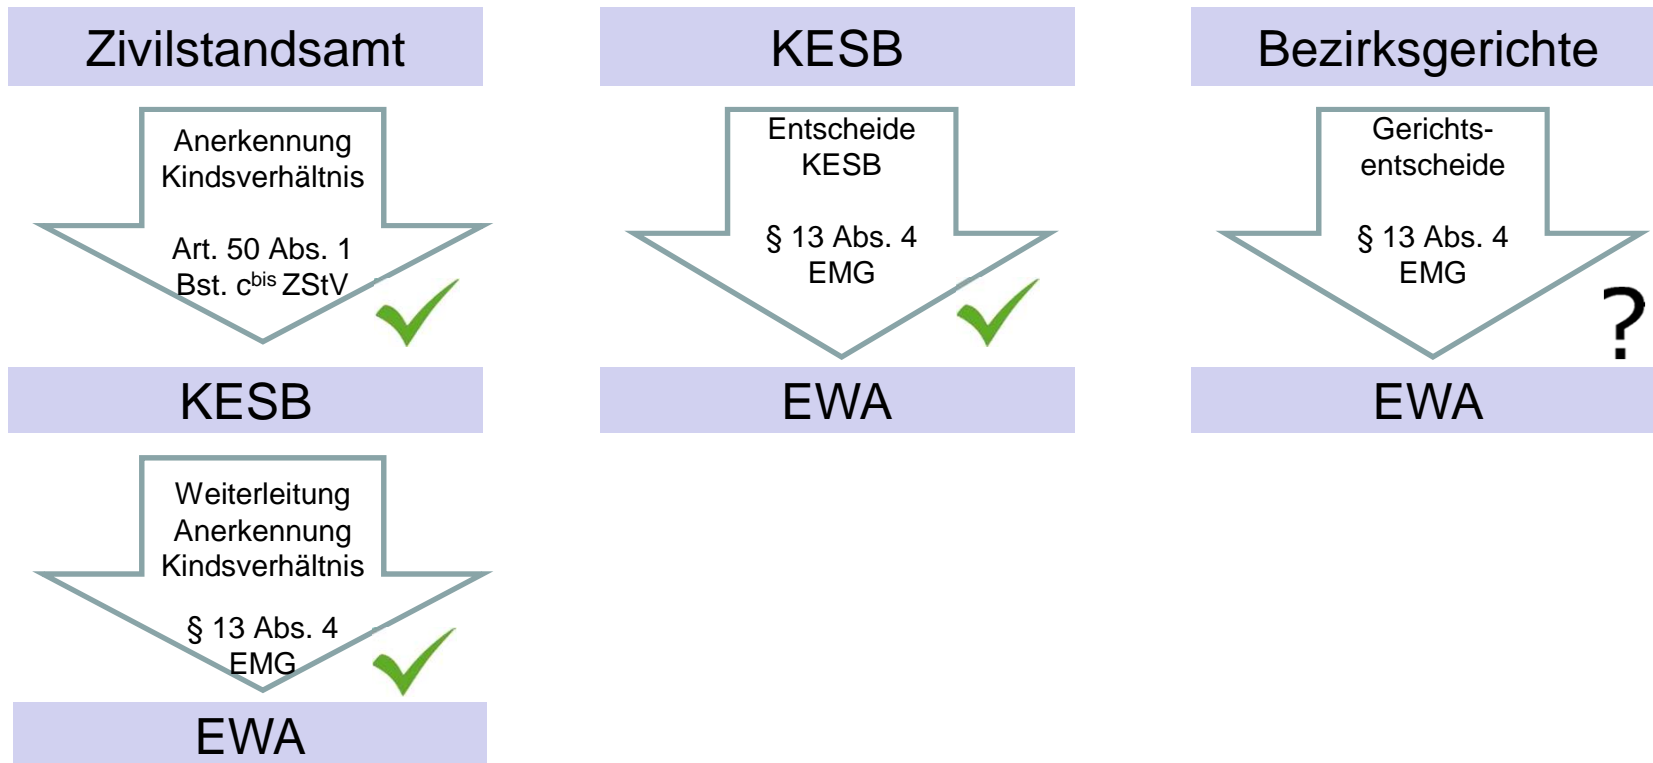 Zivilstandsamt
Anerkennung
Kindsverhältnis
Art. 50 Abs. 1
Bst. c^bis ZStV
KESB
Weiterleitung
Anerkennung
Kindsverhältnis
§ 13 Abs. 4
EMG
EWA
KESB
Entscheide
KESB
§ 13 Abs. 4
EMG
EWA
Bezirksgerichte
Gerichts-
entscheide
§ 13 Abs. 4
EMG
?
EWA